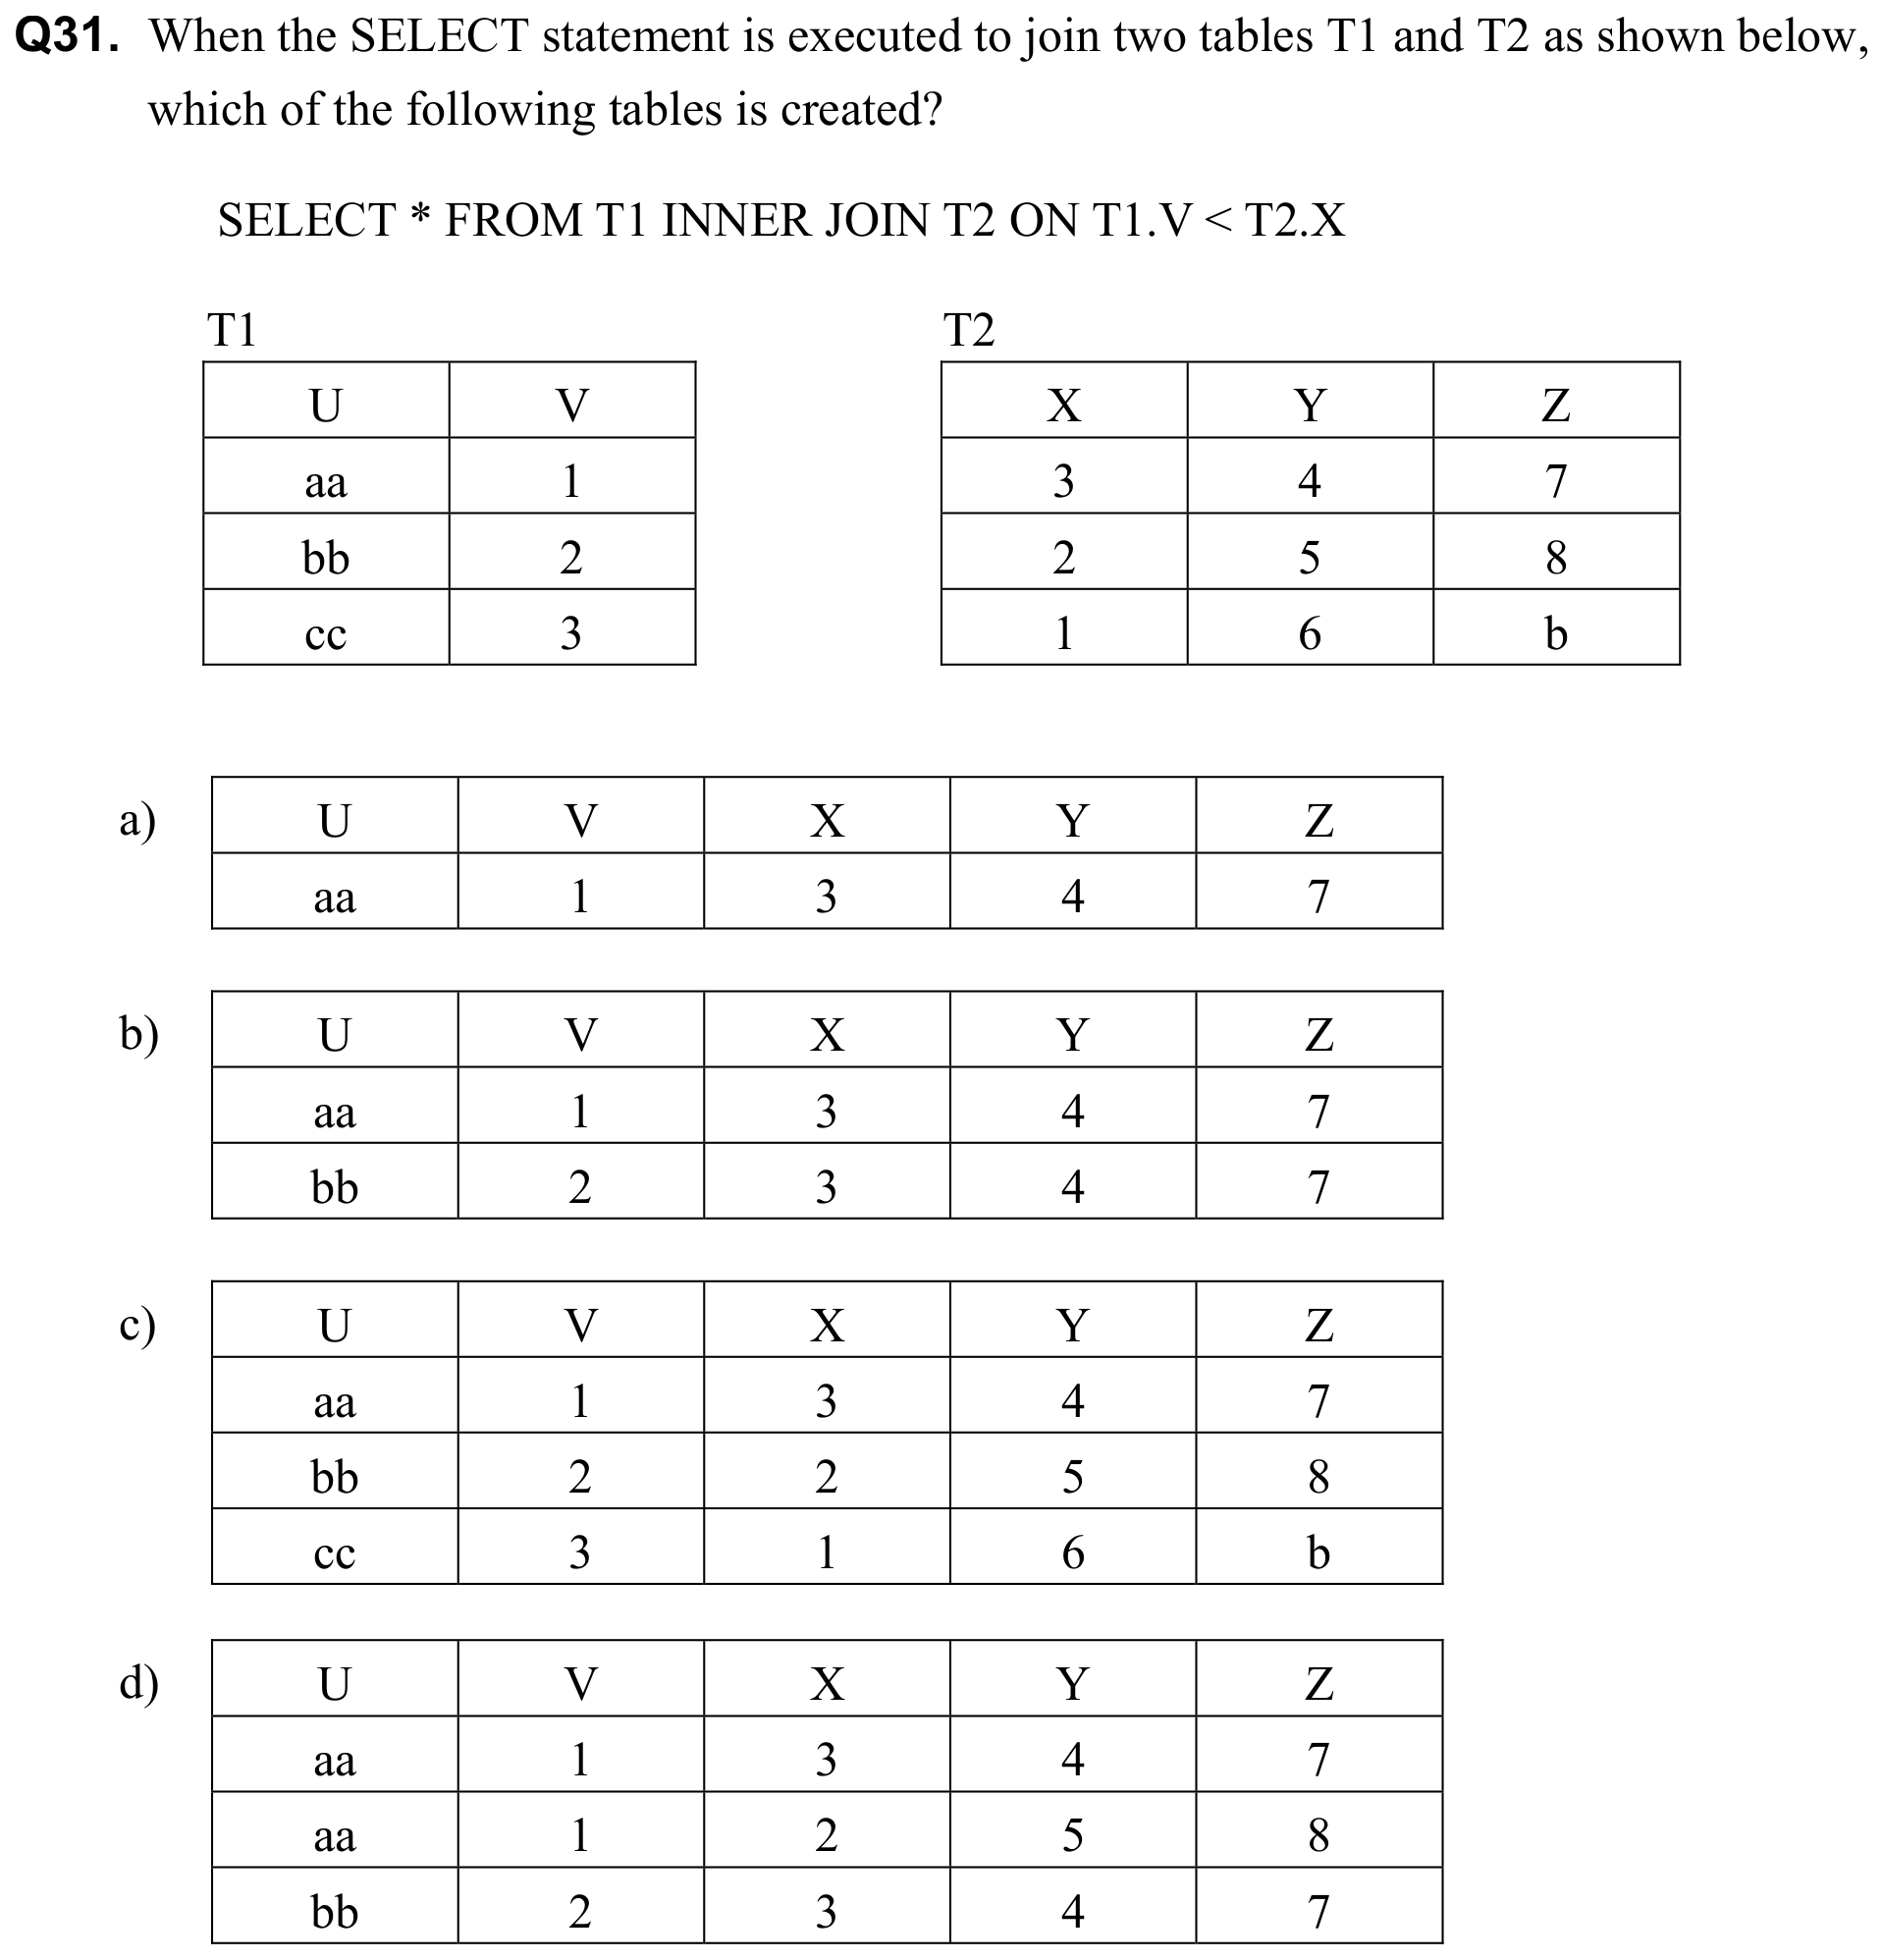 Q31. When the SELECT statement is executed to join two tables T1 and T2 as shown below,
which of the following tables is created?
SELECT * FROM T1 INNER JOIN T2 ON T1.V < T2.X
T1
U V
aa 1
bb 2
cc 3
T2
X Y Z
3 4 7
2 5 8
1 6 b
a) U V X Y Z
aa 1 3 4 7
b) U V X Y Z
aa 1 3 4 7
bb 2 3 4 7
c) U V X Y Z
aa 1 3 4 7
bb 2 2 5 8
cc 3 1 6 b
d) U V X Y Z
aa 1 3 4 7
aa 1 2 5 8
bb 2 3 4 7